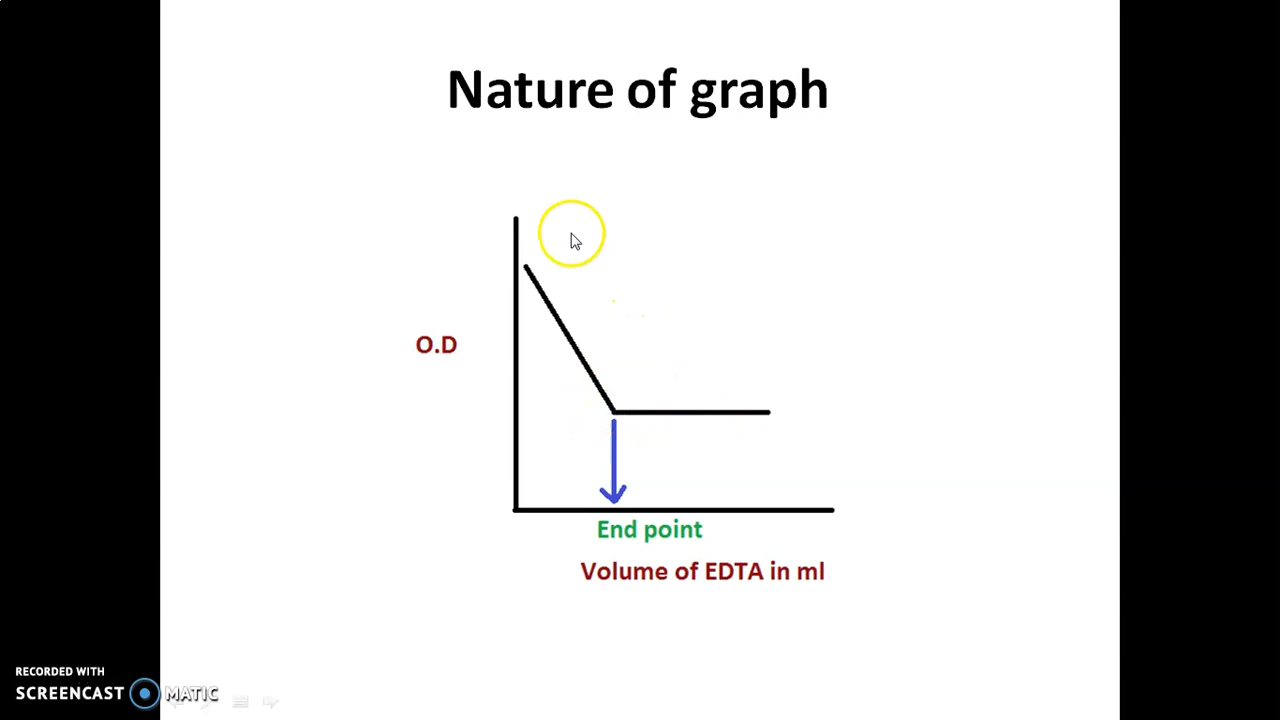 Nature of graph
O.D
End point
Volume of EDTA in ml
RECORDED WITH
SCREENCAST MATIC